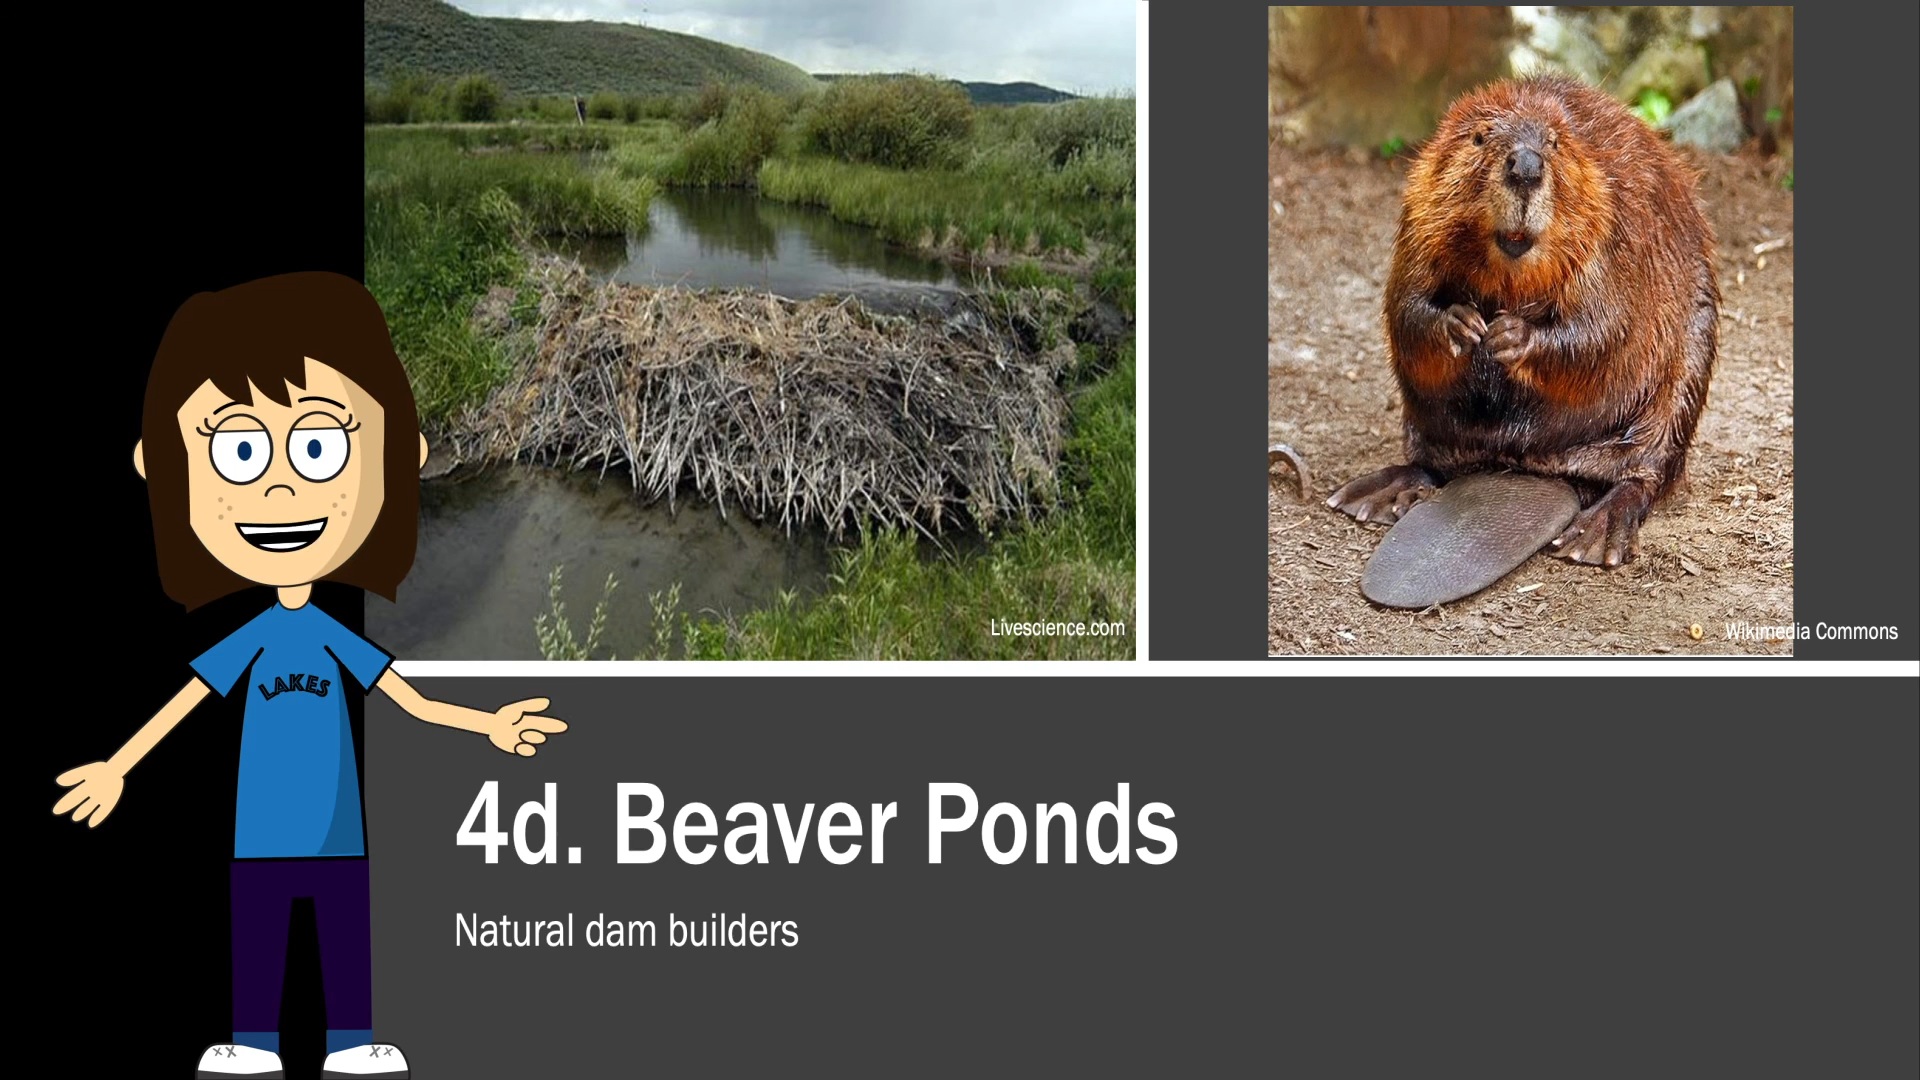 Livescience.com
Wikimedia Commons
LAKES
4d. Beaver Ponds
Natural dam builders